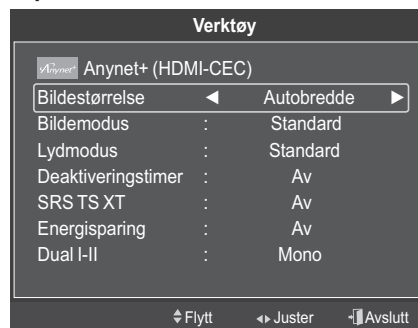 Verktøy
Anynet+ Anynet+ (HDMI-CEC)
Bildestørrelse ◄ Autobredde ►
Bildemodus : Standard
Lydmodus : Standard
Deaktiveringstimer : Av
SRS TS XT : Av
Energisparing : Av
Dual I-II : Mono
Flytt Juster Avslutt